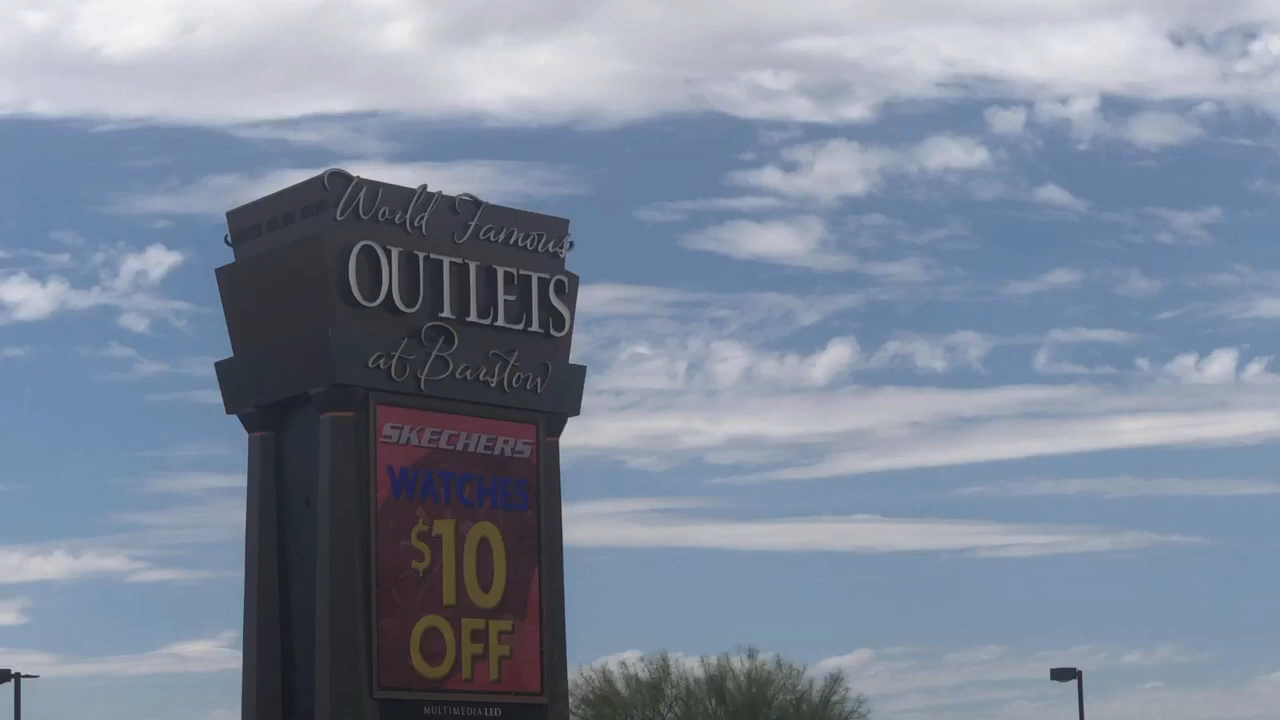 World Famous
OUTLETS
at Barstow
SKECHERS
WATCHES
$10
OFF
MULTIMEDIA LED